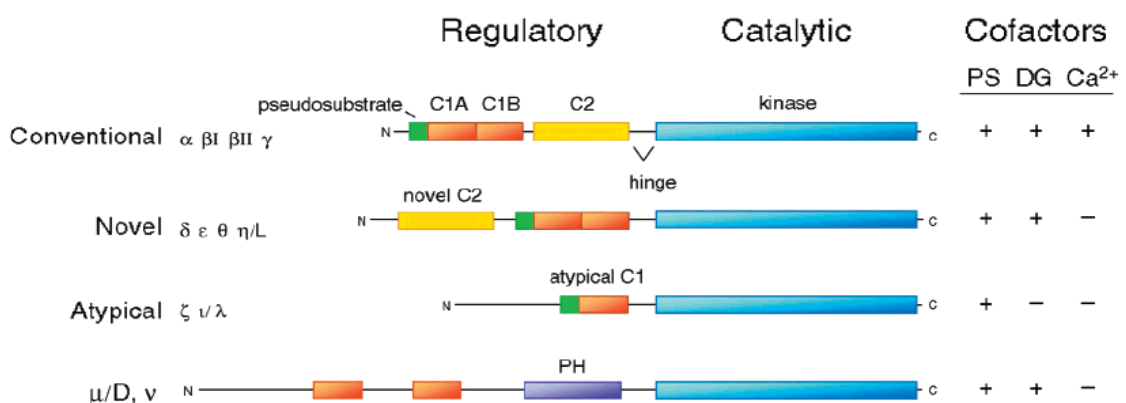 Regulatory Catalytic Cofactors
PS DG Ca²⁺
pseudosubstrate C1A C1B C2 kinase
Conventional α βI βII γ N C + + +
hinge
novel C2
Novel δ ε θ η/L N C + + −
atypical C1
Atypical ζ ι/λ N C + − −
PH
μ/D, ν N C + + −